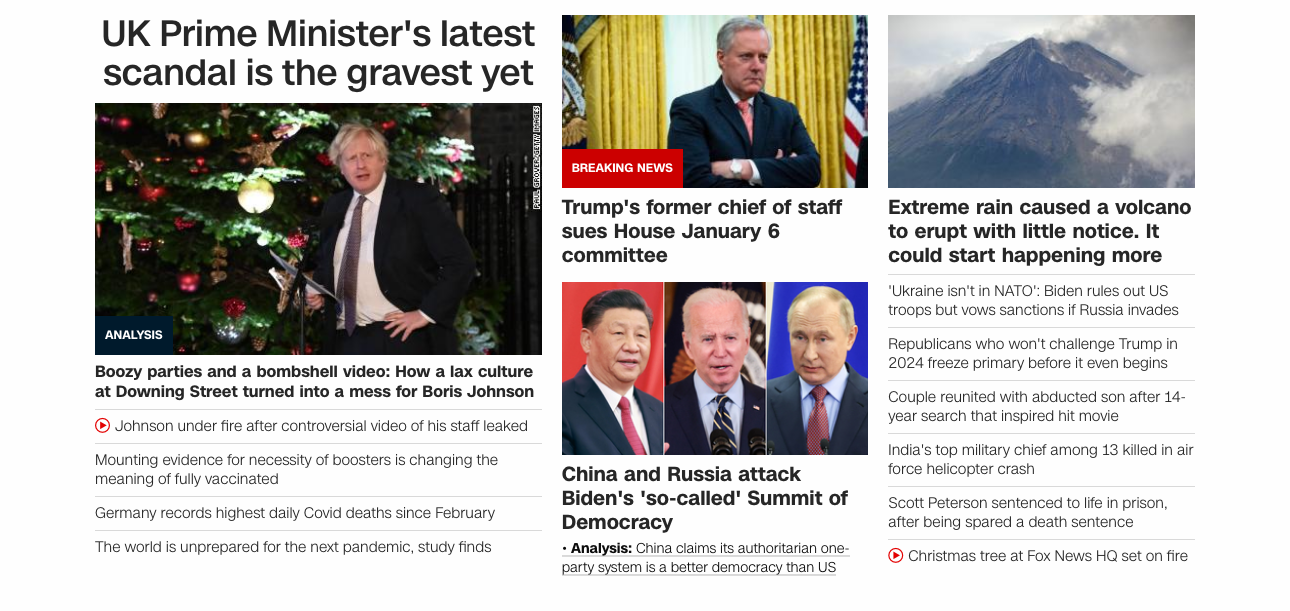 UK Prime Minister's latest
scandal is the gravest yet
PAUL GROVER/GETTY IMAGES
ANALYSIS
Boozy parties and a bombshell video: How a lax culture
at Downing Street turned into a mess for Boris Johnson
Johnson under fire after controversial video of his staff leaked
Mounting evidence for necessity of boosters is changing the
meaning of fully vaccinated
Germany records highest daily Covid deaths since February
The world is unprepared for the next pandemic, study finds
BREAKING NEWS
Trump's former chief of staff
sues House January 6
committee
China and Russia attack
Biden's 'so-called' Summit of
Democracy
• Analysis: China claims its authoritarian one-
party system is a better democracy than US
Extreme rain caused a volcano
to erupt with little notice. It
could start happening more
'Ukraine isn't in NATO': Biden rules out US
troops but vows sanctions if Russia invades
Republicans who won't challenge Trump in
2024 freeze primary before it even begins
Couple reunited with abducted son after 14-
year search that inspired hit movie
India's top military chief among 13 killed in air
force helicopter crash
Scott Peterson sentenced to life in prison,
after being spared a death sentence
Christmas tree at Fox News HQ set on fire